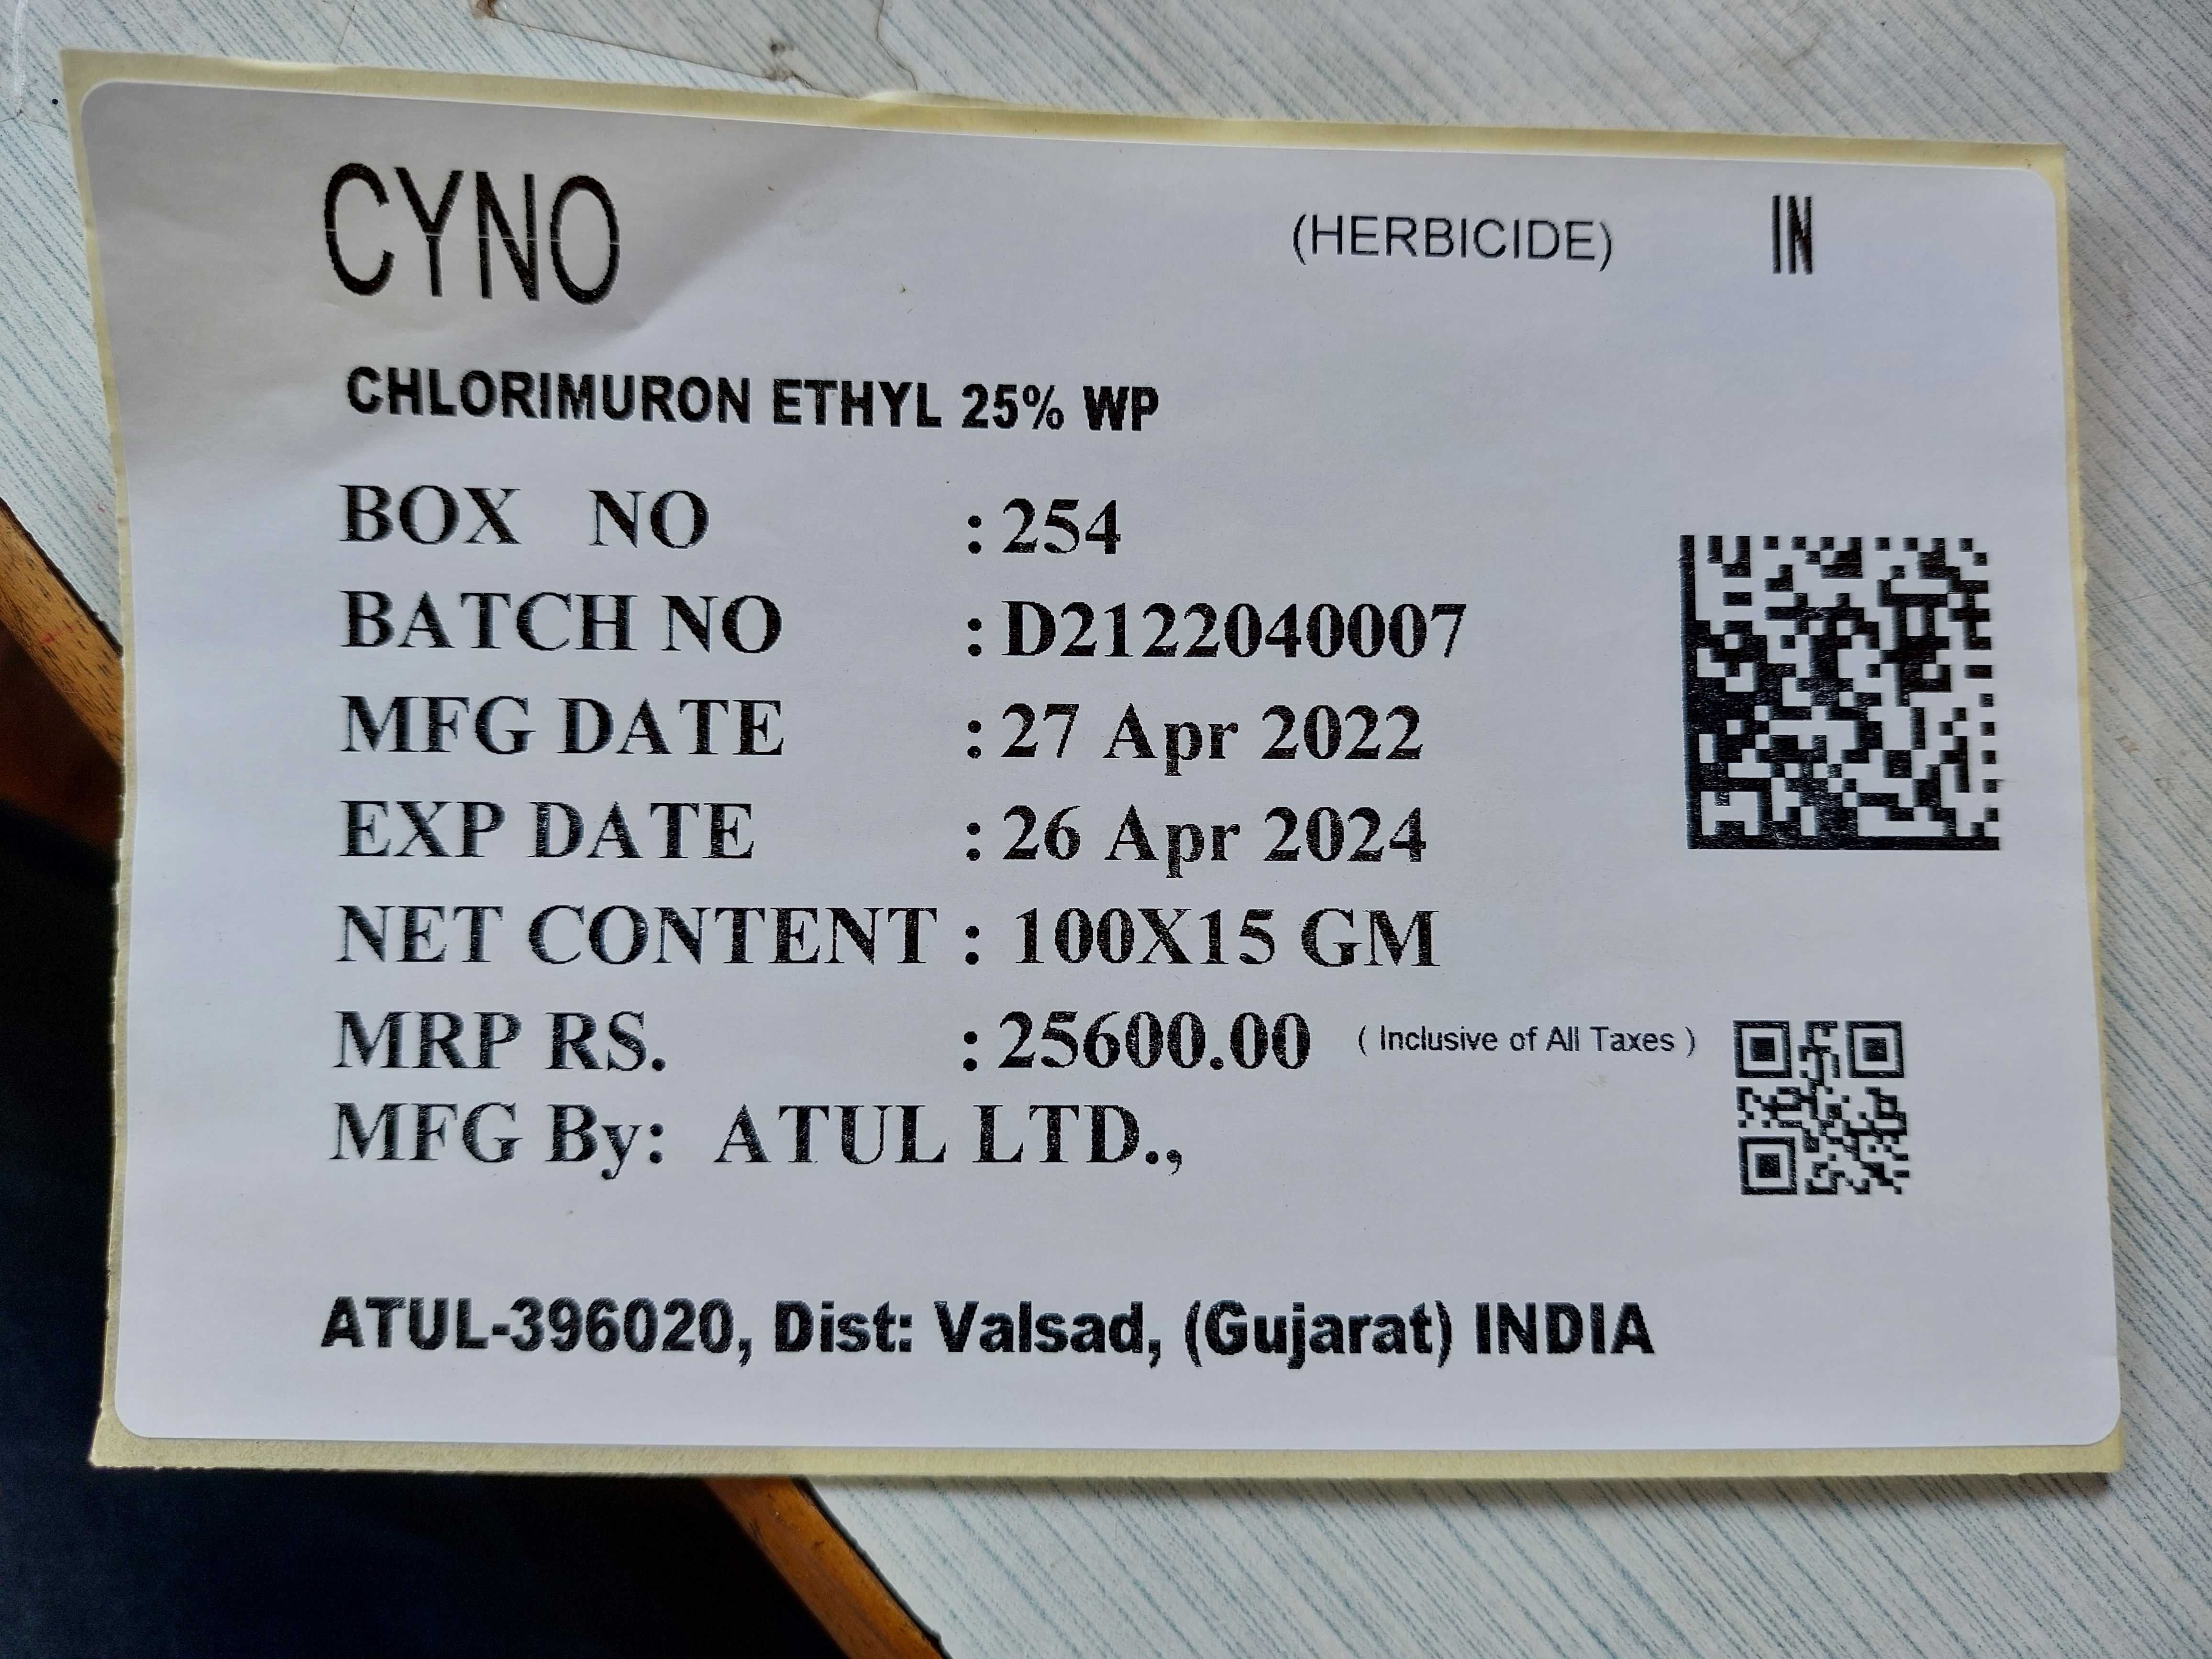 CYNO (HERBICIDE) IN
CHLORIMURON ETHYL 25% WP
BOX NO : 254
BATCH NO : D2122040007
MFG DATE : 27 Apr 2022
EXP DATE : 26 Apr 2024
NET CONTENT : 100X15 GM
MRP RS. : 25600.00 ( Inclusive of All Taxes )
MFG By: ATUL LTD.,
ATUL-396020, Dist: Valsad, (Gujarat) INDIA